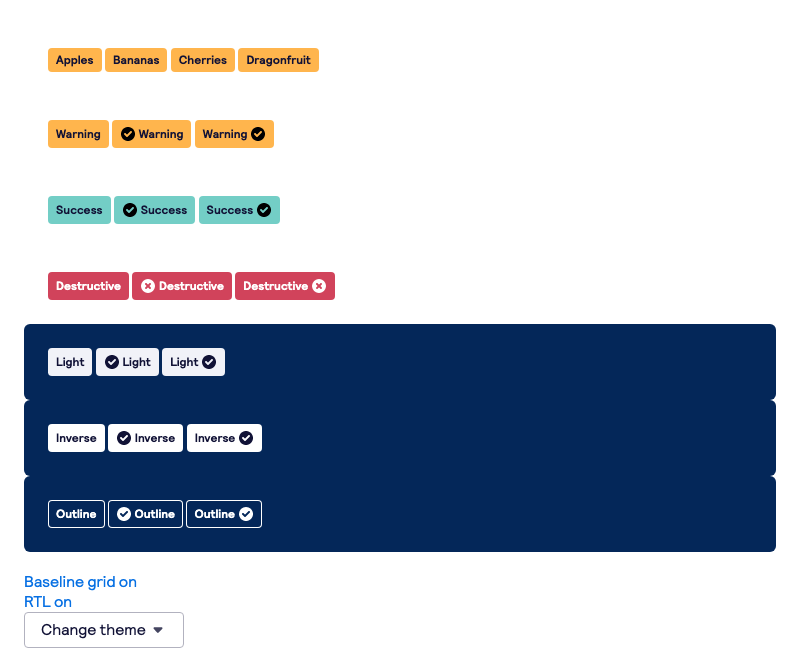 Apples Bananas Cherries Dragonfruit
Warning Warning Warning
Success Success Success
Destructive Destructive Destructive
Light Light Light
Inverse Inverse Inverse
Outline Outline Outline
Baseline grid on
RTL on
Change theme